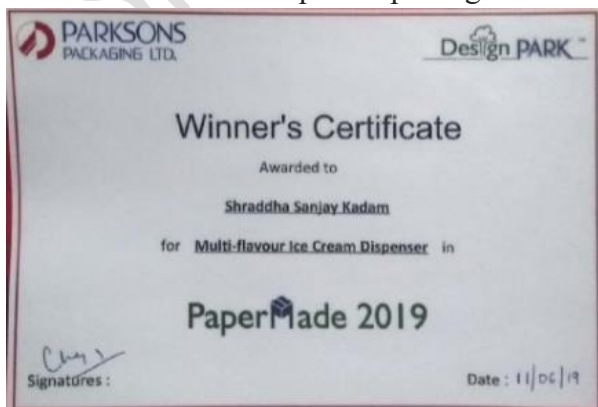 PARKSONS
PACKAGING LTD.
Design PARK
Winner's Certificate
Awarded to
Shraddha Sanjay Kadam
for Multi-flavour Ice Cream Dispenser in
PaperMade 2019
Signatures :
Date : 11/06/19